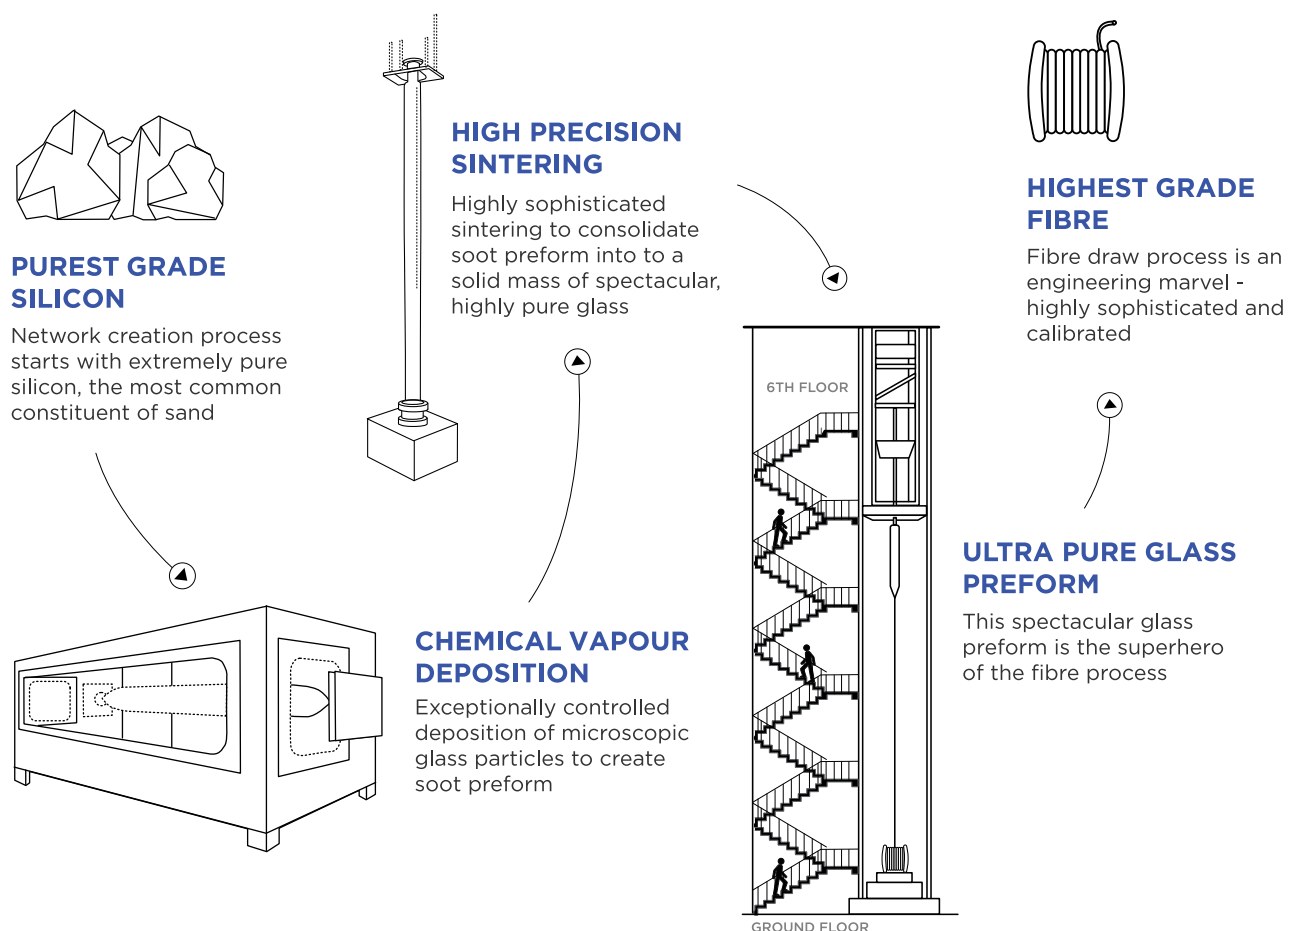 PUREST GRADE
SILICON
Network creation process
starts with extremely pure
silicon, the most common
constituent of sand
CHEMICAL VAPOUR
DEPOSITION
Exceptionally controlled
deposition of microscopic
glass particles to create
soot preform
HIGH PRECISION
SINTERING
Highly sophisticated
sintering to consolidate
soot preform into to a
solid mass of spectacular,
highly pure glass
6TH FLOOR
GROUND FLOOR
ULTRA PURE GLASS
PREFORM
This spectacular glass
preform is the superhero
of the fibre process
HIGHEST GRADE
FIBRE
Fibre draw process is an
engineering marvel -
highly sophisticated and
calibrated